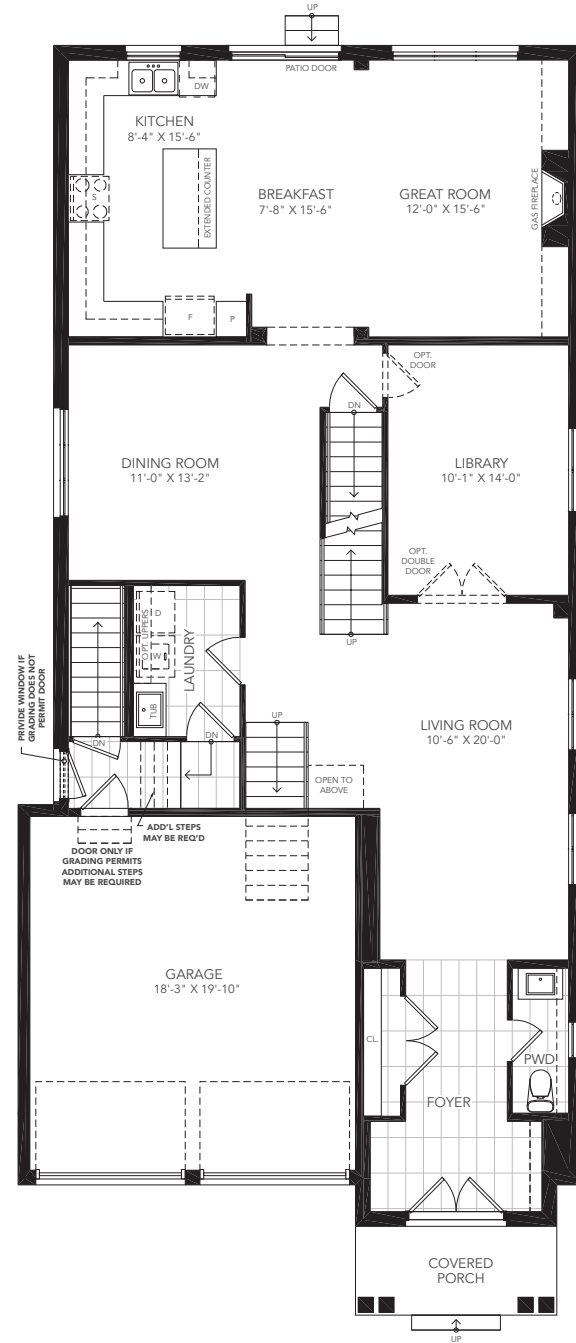 UP
PATIO DOOR
DW
KITCHEN
8'-4" X 15'-6"
S
EXTENDED COUNTER
BREAKFAST
7'-8" X 15'-6"
GREAT ROOM
12'-0" X 15'-6"
GAS FIREPLACE
F
P
OPT.
DOOR
DN
DINING ROOM
11'-0" X 13'-2"
LIBRARY
10'-1" X 14'-0"
OPT.
DOUBLE
DOOR
UP
OPT. UPPERS
D
W
TUB
LAUNDRY
PRIVIDE WINDOW IF
GRADING DOES NOT
PERMIT DOOR
DN
DN
UP
OPEN TO
ABOVE
LIVING ROOM
10'-6" X 20'-0"
ADD'L STEPS
MAY BE REQ'D
DOOR ONLY IF
GRADING PERMITS
ADDITIONAL STEPS
MAY BE REQUIRED
GARAGE
18'-3" X 19'-10"
CL.
PWD
FOYER
COVERED
PORCH
UP